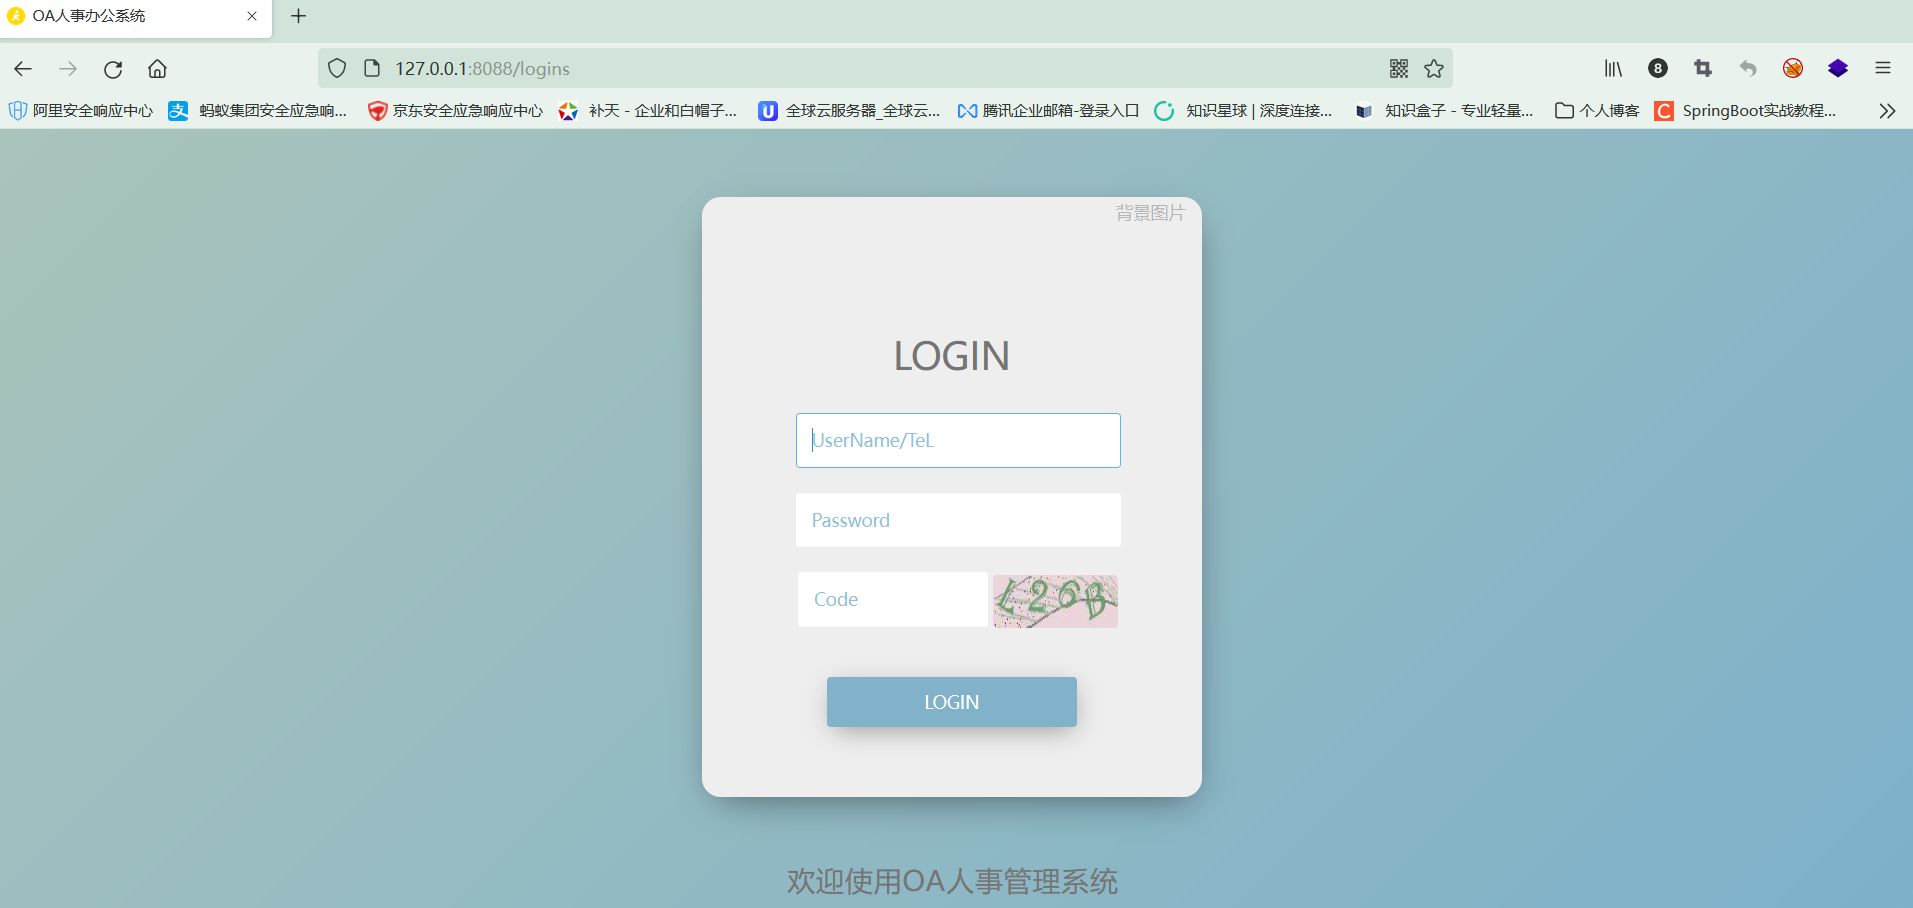 OA人事办公系统
127.0.0.1:8088/logins
8
阿里安全响应中心
蚂蚁集团安全应急响...
京东安全应急响应中心
补天 - 企业和白帽子...
全球云服务器_全球云...
腾讯企业邮箱-登录入口
知识星球 | 深度连接...
知识盒子 - 专业轻量...
个人博客
SpringBoot实战教程...
背景图片
LOGIN
UserName/TeL
Password
Code
L26B
LOGIN
欢迎使用OA人事管理系统